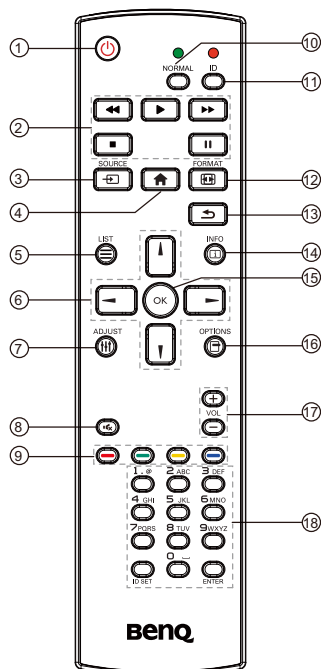 1
10
NORMAL
ID
11
2
SOURCE
FORMAT
3
12
4
13
LIST
INFO
5
14
15
6
OK
ADJUST
OPTIONS
7
16
+
VOL
17
−
8
9
1.@
2 ABC
3 DEF
4 GHI
5 JKL
6 MNO
18
7 PQRS
8 TUV
9 WXYZ
0 ⎵
ID SET
ENTER
BenQ